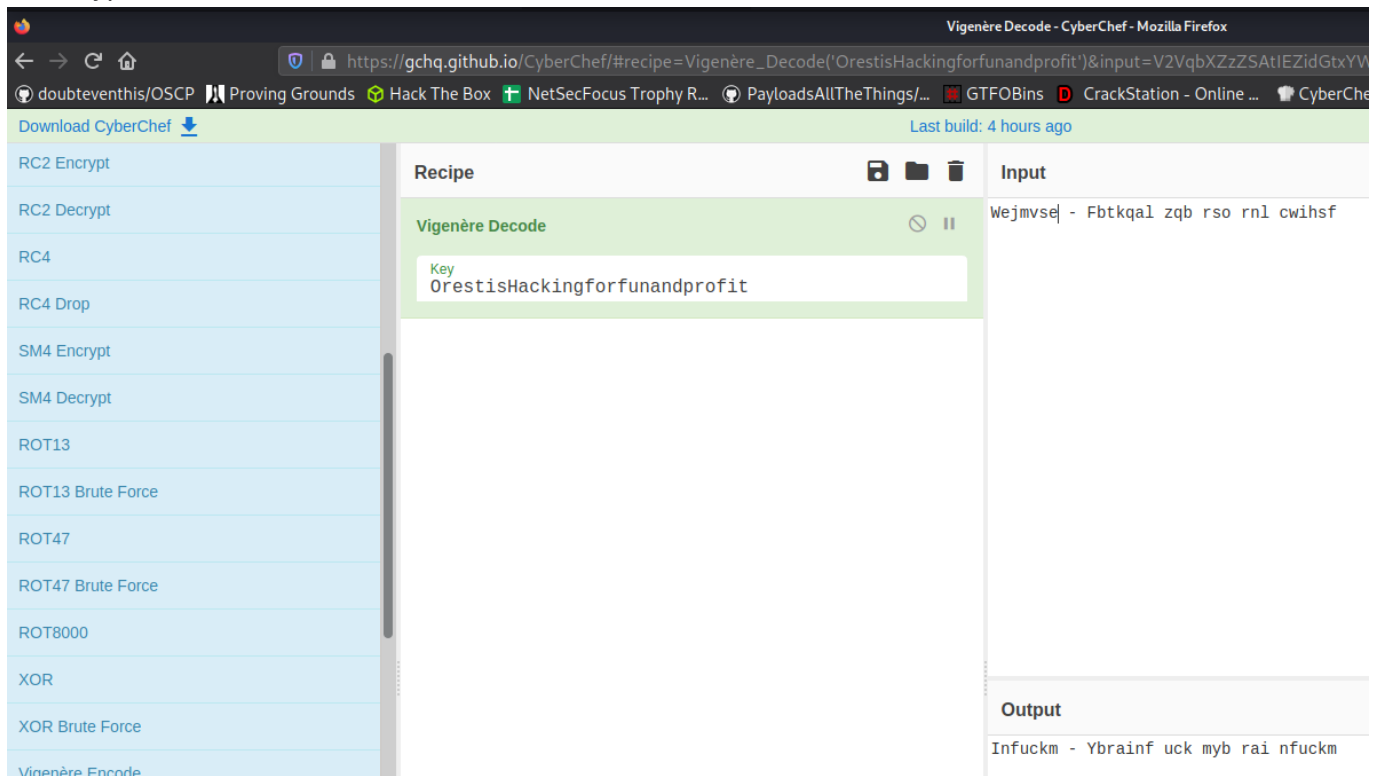 Vigenère Decode - CyberChef - Mozilla Firefox
https://gchq.github.io/CyberChef/#recipe=Vigenère_Decode('OrestisHackingforfunandprofit')&input=V2VqbXZzZSAtIEZidGtxYW
doubteventhis/OSCP Proving Grounds Hack The Box NetSecFocus Trophy R... PayloadsAllTheThings/... GTFOBins CrackStation - Online ... CyberChe
Download CyberChef Last build: 4 hours ago
RC2 Encrypt
RC2 Decrypt
RC4
RC4 Drop
SM4 Encrypt
SM4 Decrypt
ROT13
ROT13 Brute Force
ROT47
ROT47 Brute Force
ROT8000
XOR
XOR Brute Force
Vigenère Encode
Recipe
Vigenère Decode
Key
OrestisHackingforfunandprofit
Input
Wejmvse - Fbtkqal zqb rso rnl cwihsf
Output
Infuckm - Ybrainf uck myb rai nfuckm